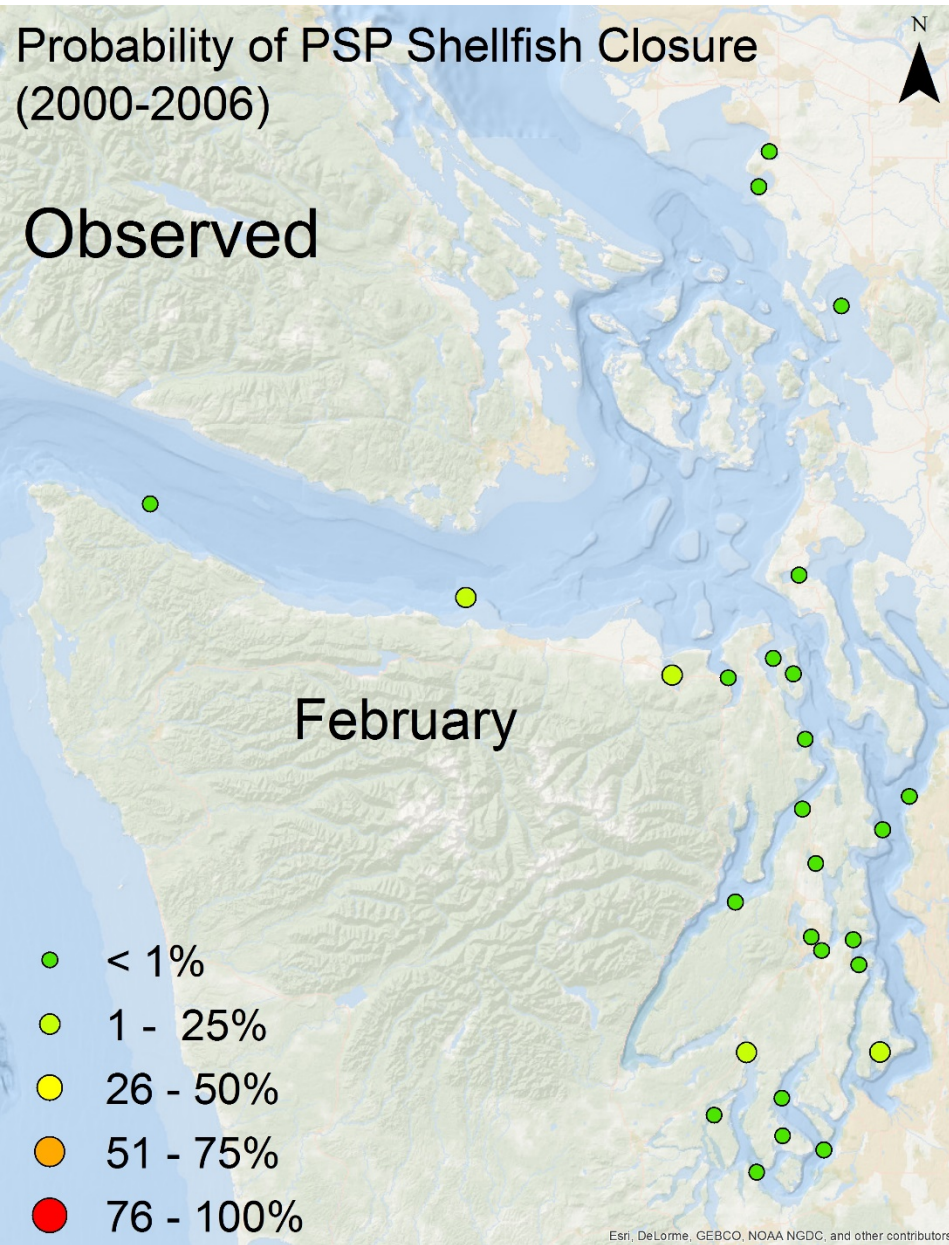 Probability of PSP Shellfish Closure
(2000-2006)
N
Observed
February
< 1%
1 - 25%
26 - 50%
51 - 75%
76 - 100%
Esri, DeLorme, GEBCO, NOAA NGDC, and other contributors